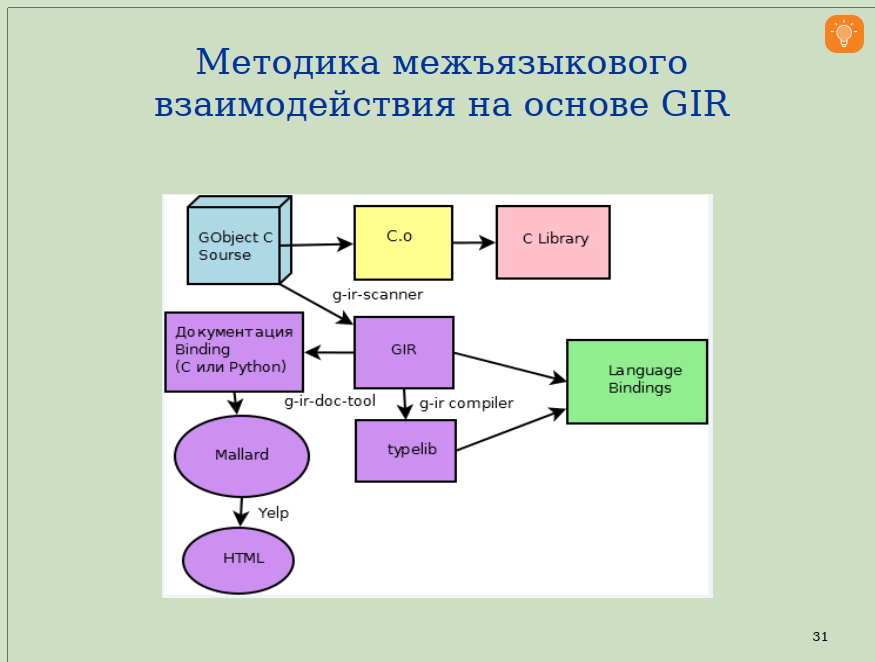 Методика межъязыкового
взаимодействия на основе GIR
GObject C
Sourse
C.o
C Library
g-ir-scanner
Документация
Binding
(C или Python)
GIR
Language
Bindings
g-ir-doc-tool
g-ir compiler
Mallard
typelib
Yelp
HTML
31